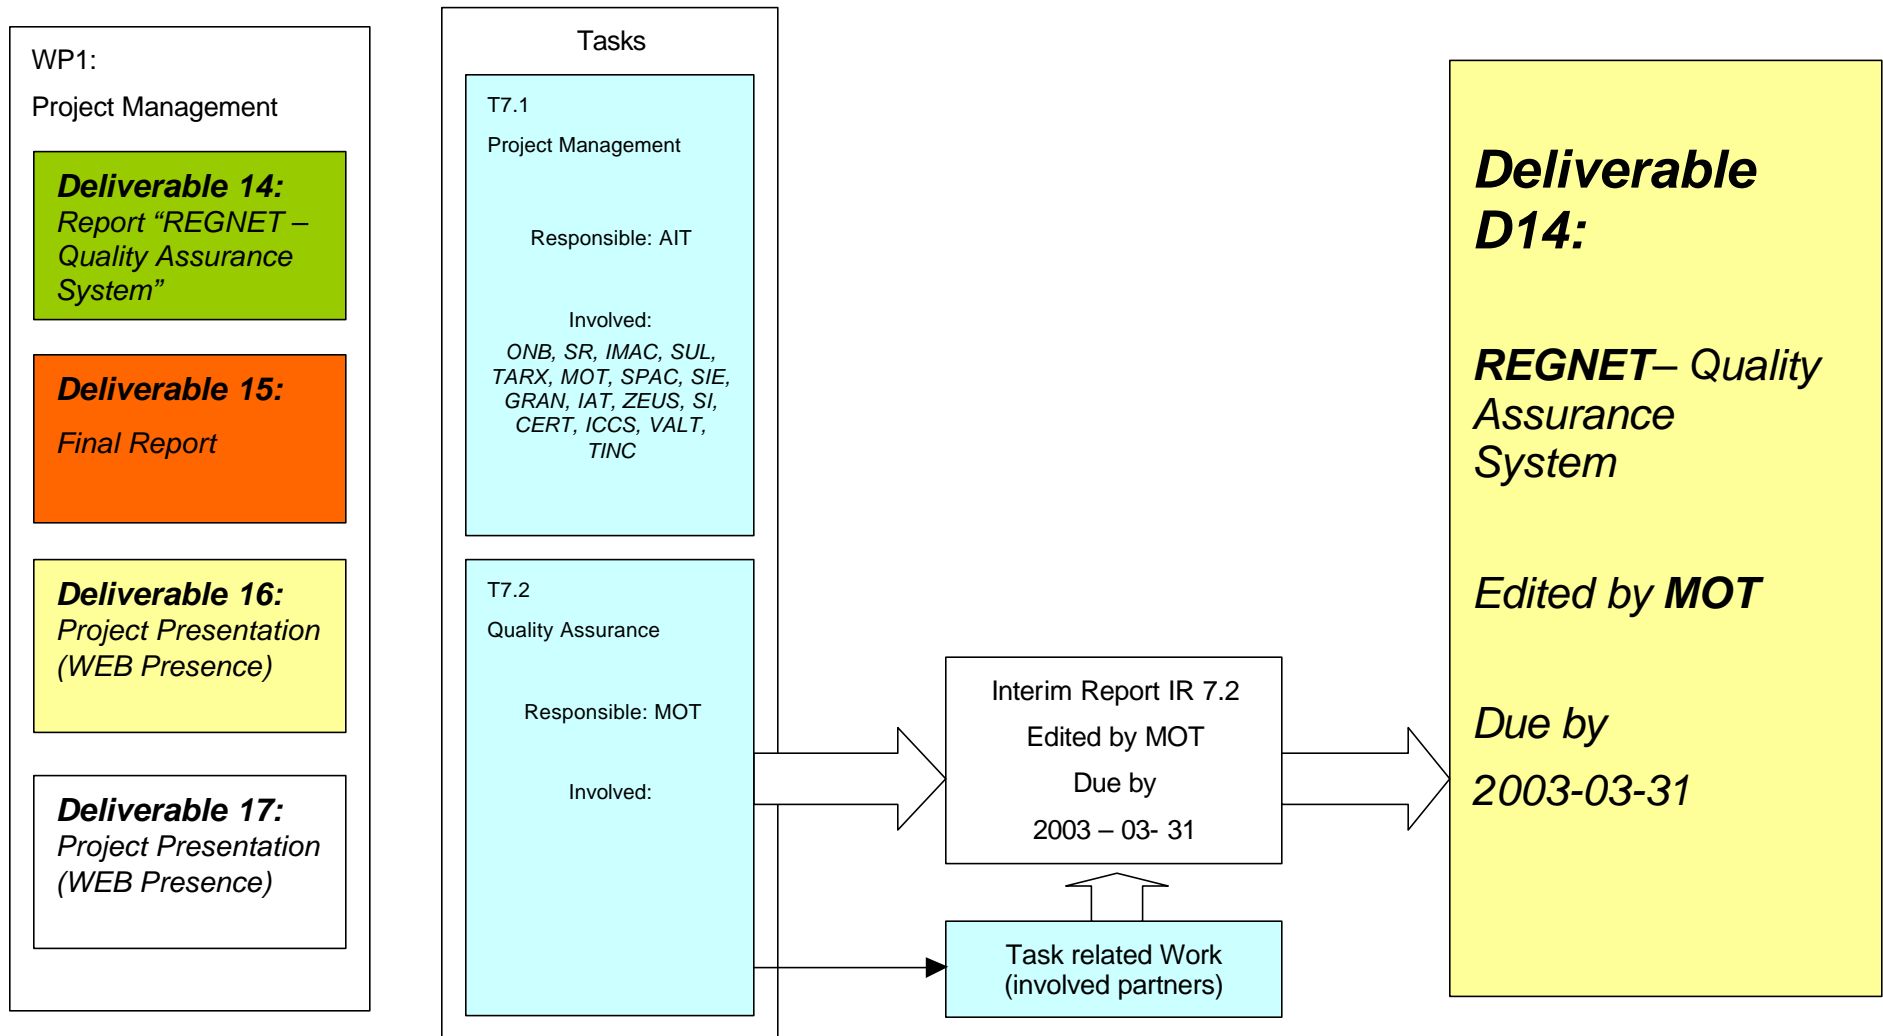 WP1:
Project Management
Deliverable 14:
Report “REGNET –
Quality Assurance
System”
Deliverable 15:
Final Report
Deliverable 16:
Project Presentation
(WEB Presence)
Deliverable 17:
Project Presentation
(WEB Presence)
Tasks
T7.1
Project Management
Responsible: AIT
Involved:
ONB, SR, IMAC, SUL,
TARX, MOT, SPAC, SIE,
GRAN, IAT, ZEUS, SI,
CERT, ICCS, VALT,
TINC
T7.2
Quality Assurance
Responsible: MOT
Involved:
Interim Report IR 7.2
Edited by MOT
Due by
2003 – 03- 31
Task related Work
(involved partners)
Deliverable
D14:
REGNET– Quality
Assurance
System
Edited by MOT
Due by
2003-03-31